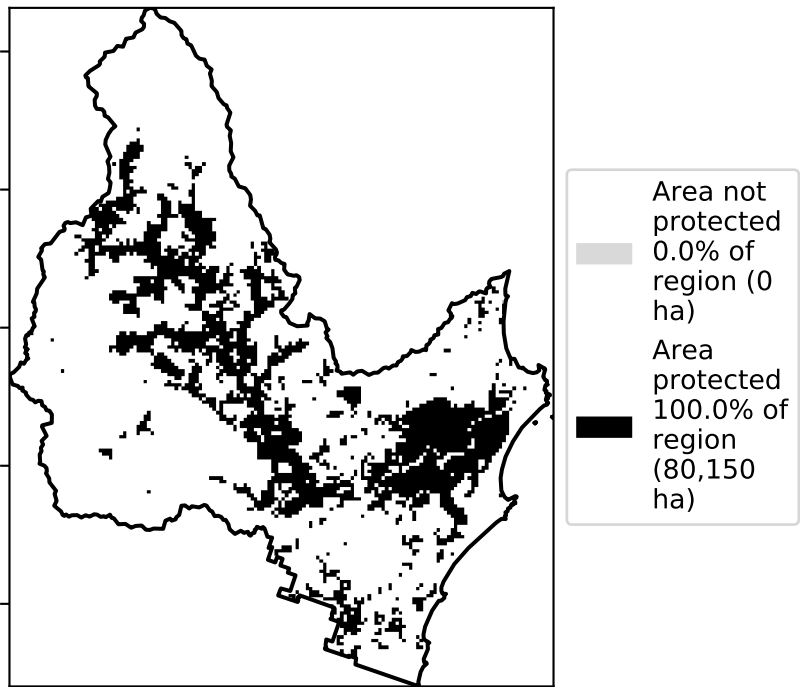 Area not
protected
0.0% of
region (0
ha)
Area
protected
100.0% of
region
(80,150
ha)